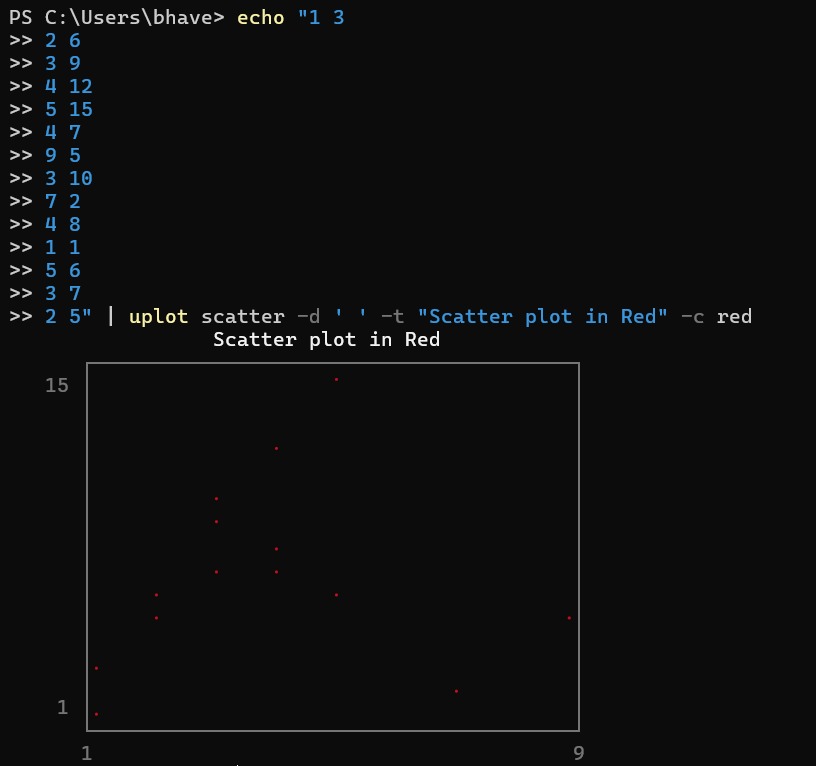 PS C:\Users\bhave> echo "1 3
>> 2 6
>> 3 9
>> 4 12
>> 5 15
>> 4 7
>> 9 5
>> 3 10
>> 7 2
>> 4 8
>> 1 1
>> 5 6
>> 3 7
>> 2 5" | uplot scatter -d ' ' -t "Scatter plot in Red" -c red
Scatter plot in Red
15
1
1 9